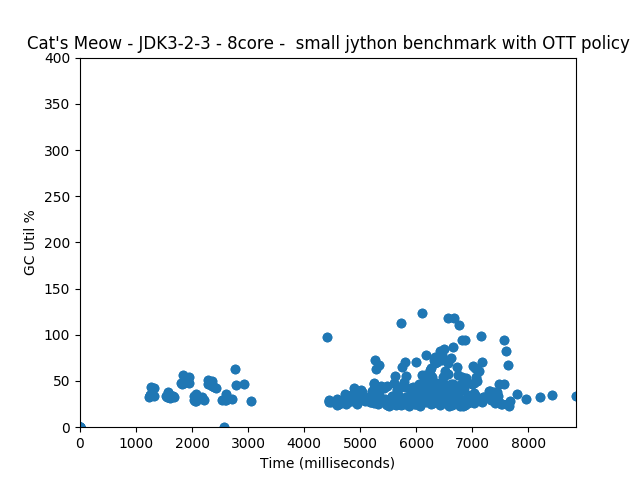 Cat's Meow - JDK3-2-3 - 8core -  small jython benchmark with OTT policy
400
350
300
250
200
150
100
50
0
GC Util %
0 1000 2000 3000 4000 5000 6000 7000 8000
Time (milliseconds)